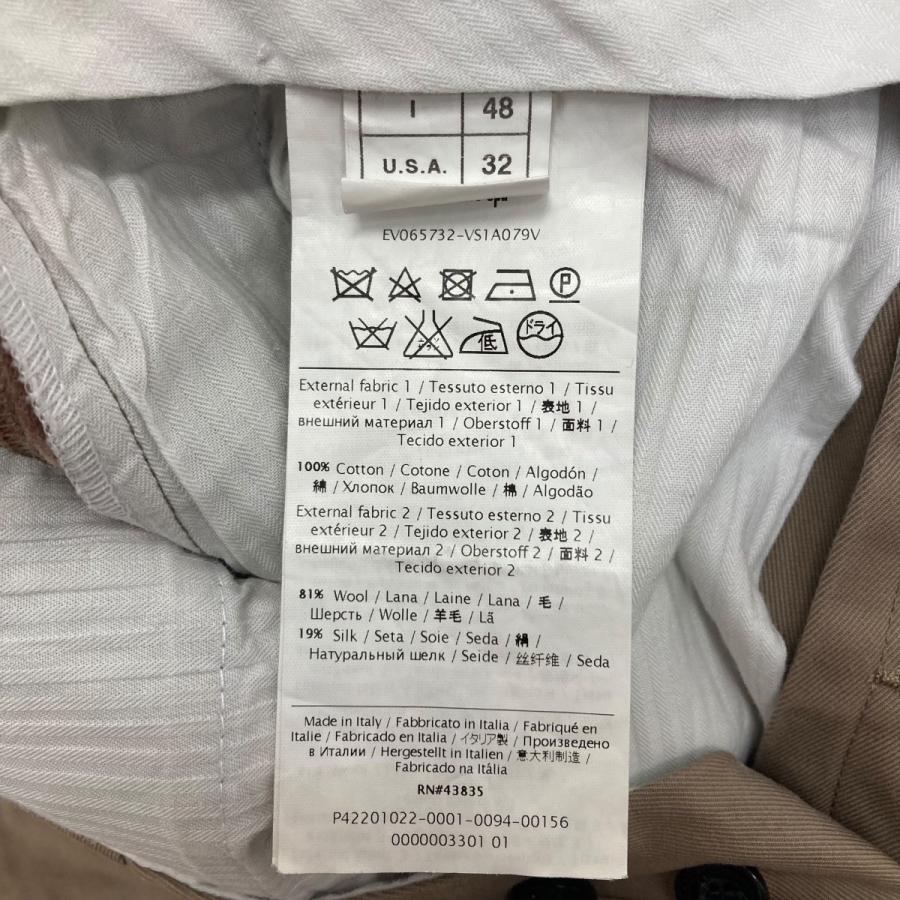 I 48
U.S.A. 32
EV065732-VS1A079V
P
低 ドライ
External fabric 1 / Tessuto esterno 1 / Tissu
extérieur 1 / Tejido exterior 1 / 表地 1 /
внешний материал 1 / Oberstoff 1 / 面料 1 /
Tecido exterior 1
100% Cotton / Cotone / Coton / Algodón /
綿 / Хлопок / Baumwolle / 棉 / Algodão
External fabric 2 / Tessuto esterno 2 / Tissu
extérieur 2 / Tejido exterior 2 / 表地 2 /
внешний материал 2 / Oberstoff 2 / 面料 2 /
Tecido exterior 2
81% Wool / Lana / Laine / Lana / 毛 /
Шерсть / Wolle / 羊毛 / Lã
19% Silk / Seta / Soie / Seda / 絹 /
Натуральный шелк / Seide / 丝纤维 / Seda
Made in Italy / Fabbricato in Italia / Fabriqué en
Italie / Fabricado en Italia / イタリア製 / Произведено
в Италии / Hergestellt in Italien / 意大利制造 /
Fabricado na Itália
RN#43835
P42201022-0001-0094-00156
0000003301 01